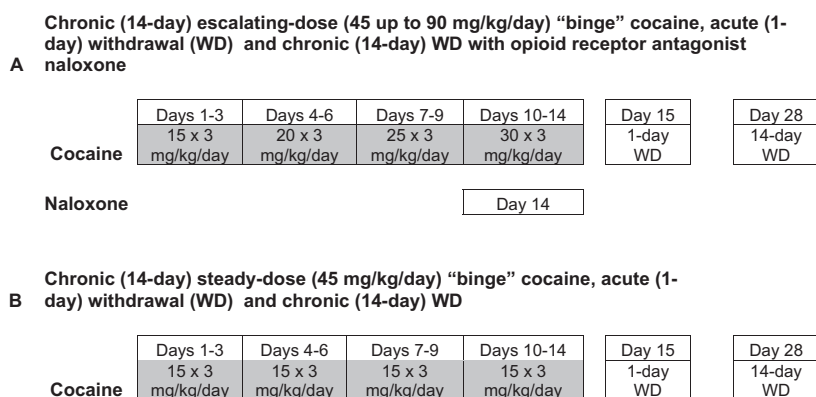 Chronic (14-day) escalating-dose (45 up to 90 mg/kg/day) “binge” cocaine, acute (1-
day) withdrawal (WD) and chronic (14-day) WD with opioid receptor antagonist
A naloxone
Days 1-3 Days 4-6 Days 7-9 Days 10-14 Day 15 Day 28
15 x 3 20 x 3 25 x 3 30 x 3 1-day 14-day
Cocaine mg/kg/day mg/kg/day mg/kg/day mg/kg/day WD WD
Naloxone Day 14
Chronic (14-day) steady-dose (45 mg/kg/day) “binge” cocaine, acute (1-
B day) withdrawal (WD) and chronic (14-day) WD
Days 1-3 Days 4-6 Days 7-9 Days 10-14 Day 15 Day 28
15 x 3 15 x 3 15 x 3 15 x 3 1-day 14-day
Cocaine mg/kg/day mg/kg/day mg/kg/day mg/kg/day WD WD